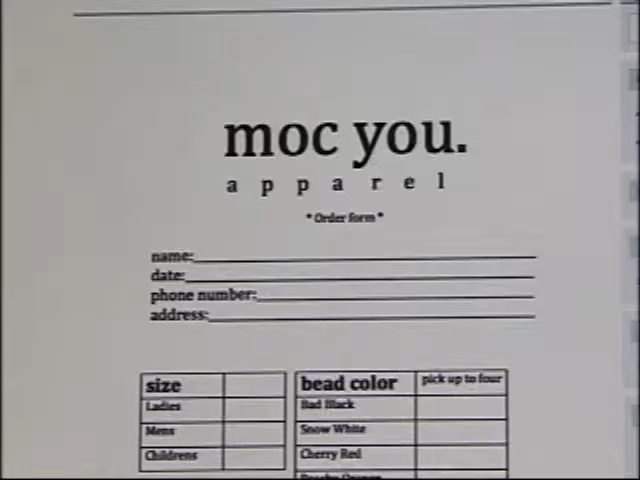 moc you.
apparel
* Order form *
name:
date:
phone number:
address:
size
Ladies
Mens
Childrens
bead color pick up to four
Bad Black
Snow White
Cherry Red